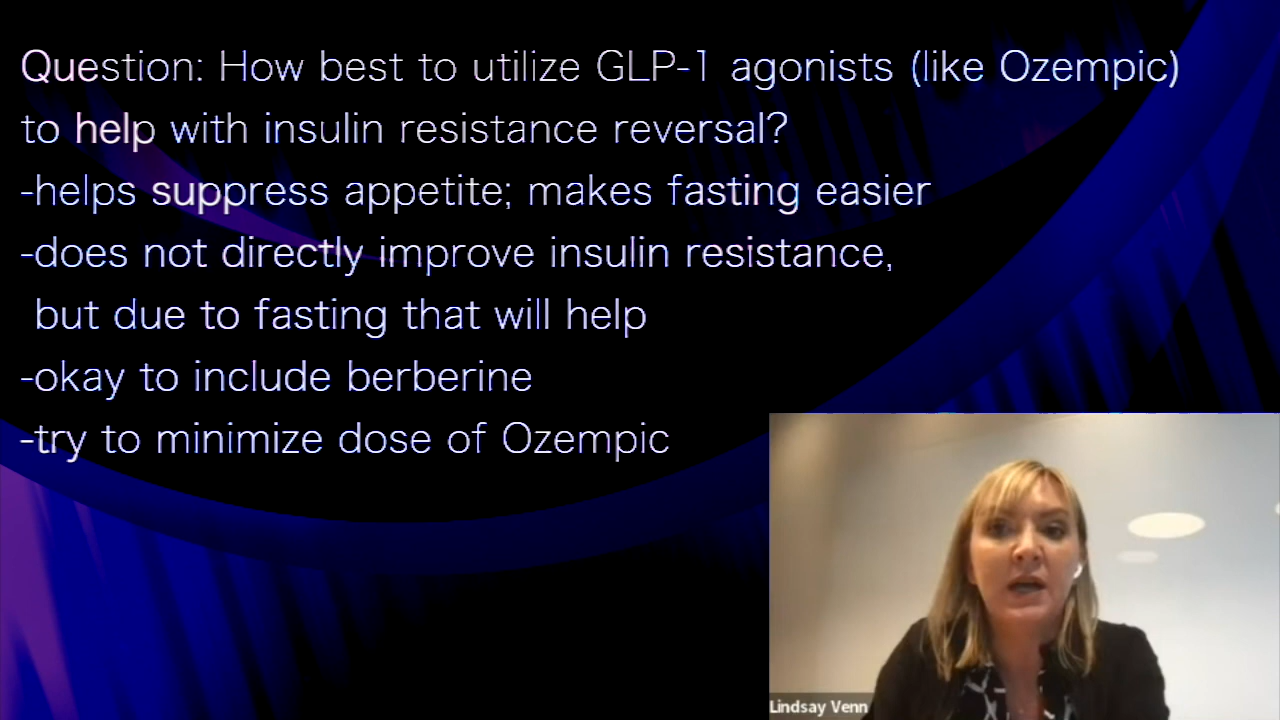 Question: How best to utilize GLP-1 agonists (like Ozempic)
to help with insulin resistance reversal?
-helps suppress appetite; makes fasting easier
-does not directly improve insulin resistance,
but due to fasting that will help
-okay to include berberine
-try to minimize dose of Ozempic
Lindsay Venn